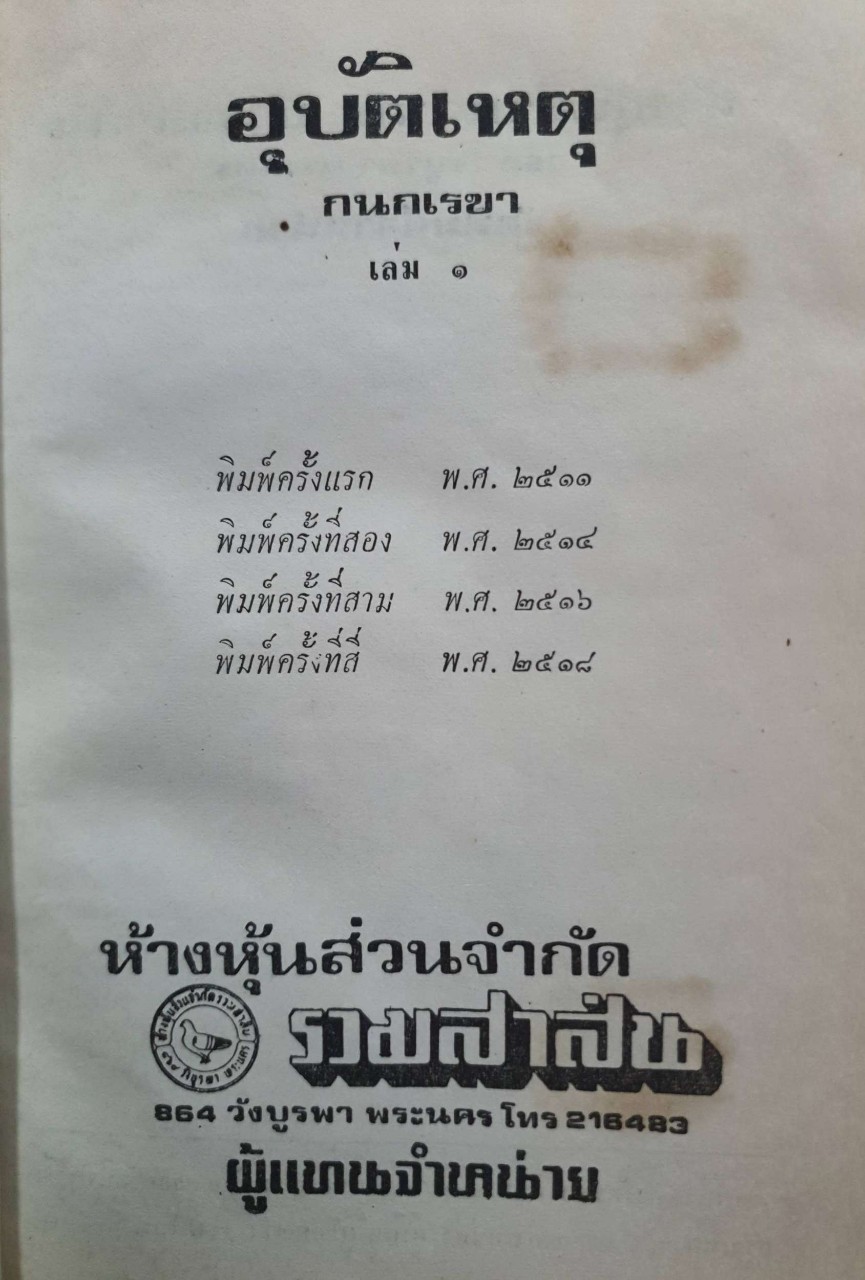 อุบัติเหตุ
กนกเรขา
เล่ม ๑
พิมพ์ครั้งแรก พ.ศ. ๒๕๑๑
พิมพ์ครั้งที่สอง พ.ศ. ๒๕๑๔
พิมพ์ครั้งที่สาม พ.ศ. ๒๕๑๖
พิมพ์ครั้งที่สี่ พ.ศ. ๒๕๑๘
ห้างหุ้นส่วนจำกัด
รวมสาส์น
864 วังบูรพา พระนคร โทร 216483
ผู้แทนจำหน่าย